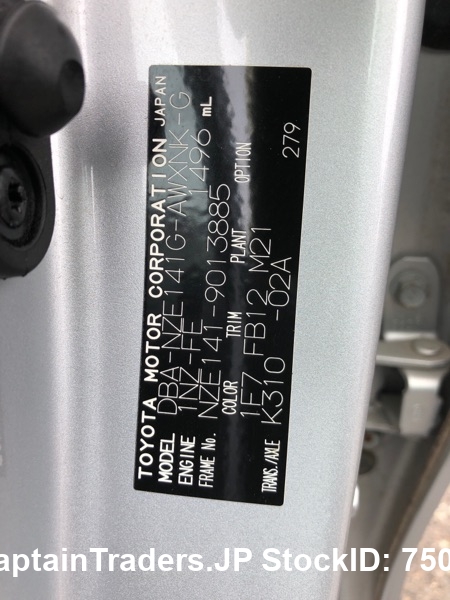 TOYOTA MOTOR CORPORATION JAPAN
MODEL DBA-NZE141G-AWXNK-G
ENGINE 1NZ-FE 1496 mL
FRAME No. NZE141-9013885
COLOR TRIM PLANT OPTION
1E7 FB12 M21
TRANS./AXLE K310 -02A
279
aptainTraders.JP StockID: 750